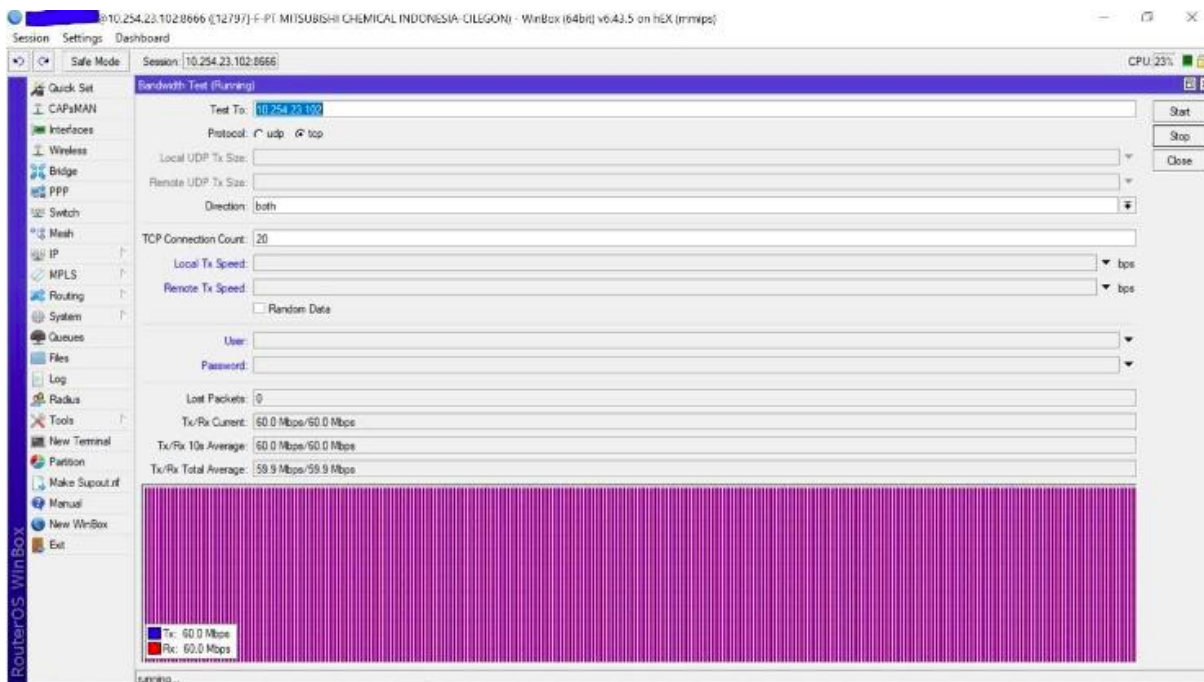 @10.254.23.102:8666 ([12797]-F-PT MITSUBISHI CHEMICAL INDONESIA-CILEGON) - WinBox (64bit) v6.43.5 on hEX (mmips)
Session Settings Dashboard
Safe Mode Session: 10.254.23.102:8666 CPU: 23%
Quick Set
CAPsMAN
Interfaces
Wireless
Bridge
PPP
Switch
Mesh
IP
MPLS
Routing
System
Queues
Files
Log
Radius
Tools
New Terminal
Partition
Make Supout.rif
Manual
New WinBox
Exit
RouterOS WinBox
Bandwidth Test (Running)
Test To: 10.254.23.102
Protocol: udp tcp
Local UDP Tx Size:
Remote UDP Tx Size:
Direction: both
TCP Connection Count: 20
Local Tx Speed: bps
Remote Tx Speed: bps
Random Data
User:
Password:
Lost Packets: 0
Tx/Rx Current: 60.0 Mbps/60.0 Mbps
Tx/Rx 10s Average: 60.0 Mbps/60.0 Mbps
Tx/Rx Total Average: 59.9 Mbps/59.9 Mbps
Tx: 60.0 Mbps
Rx: 60.0 Mbps
running...
Start
Stop
Close